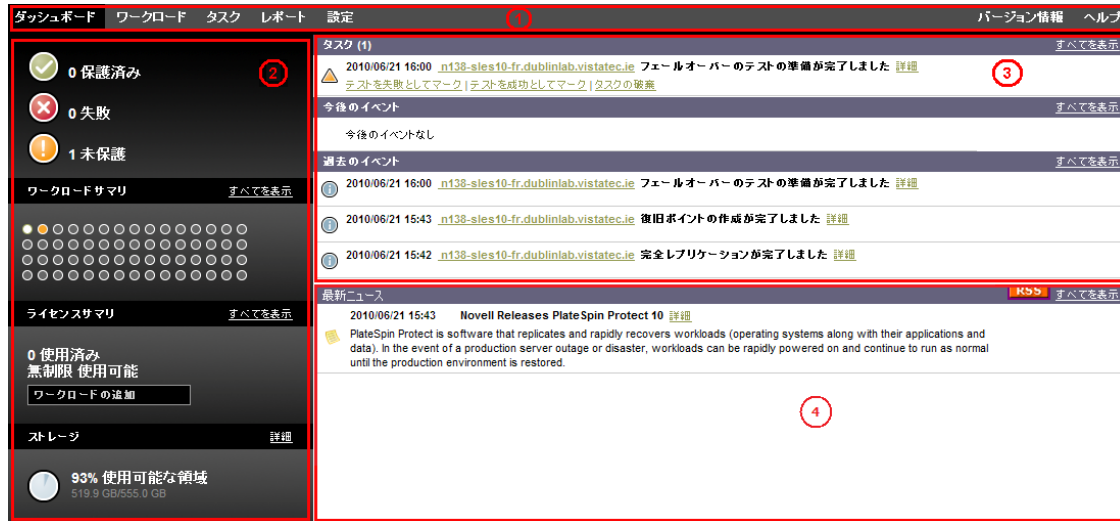 ダッシュボード ワークロード タスク レポート 設定 1 バージョン情報 ヘルプ
2
0 保護済み
0 失敗
1 未保護
ワークロードサマリ すべてを表示
ライセンスサマリ すべてを表示
0 使用済み
無制限 使用可能
ワークロードの追加
ストレージ 詳細
93% 使用可能な領域
519.9 GB/555.0 GB
タスク (1) すべてを表示
2010/06/21 16:00 n138-sles10-fr.dublinlab.vistatec.ie フェールオーバーのテストの準備が完了しました 詳細
3
テストを失敗としてマーク | テストを成功としてマーク | タスクの破棄
今後のイベント すべてを表示
今後のイベントなし
過去のイベント すべてを表示
2010/06/21 16:00 n138-sles10-fr.dublinlab.vistatec.ie フェールオーバーのテストの準備が完了しました 詳細
2010/06/21 15:43 n138-sles10-fr.dublinlab.vistatec.ie 復旧ポイントの作成が完了しました 詳細
2010/06/21 15:42 n138-sles10-fr.dublinlab.vistatec.ie 完全レプリケーションが完了しました 詳細
最新ニュース RSS すべてを表示
2010/06/21 15:43 Novell Releases PlateSpin Protect 10 詳細
PlateSpin Protect is software that replicates and rapidly recovers workloads (operating systems along with their applications and
data). In the event of a production server outage or disaster, workloads can be rapidly powered on and continue to run as normal
until the production environment is restored.
4